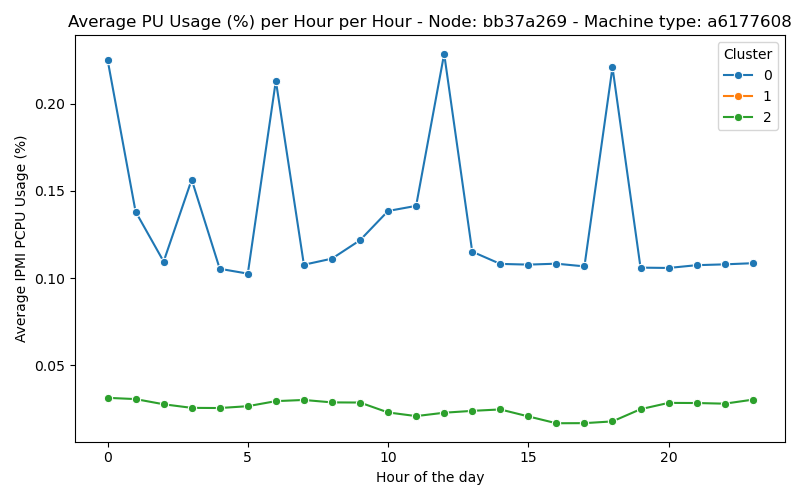 Average PU Usage (%) per Hour per Hour - Node: bb37a269 - Machine type: a6177608
Cluster
0
1
2
0.20
0.15
0.10
0.05
Average IPMI PCPU Usage (%)
0 5 10 15 20
Hour of the day